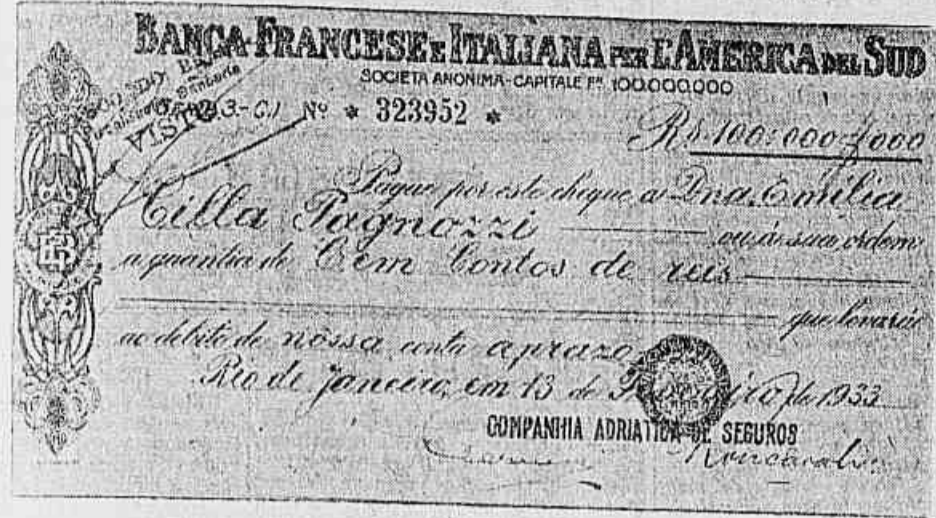 BANCA FRANCESE E ITALIANA PER L'AMERICA DEL SUD
SOCIETA ANONIMA-CAPITALE Fs. 100.000.000
VISTO
Nº * 323952 *
Rs. 100:000$000
Pague por este cheque a Dna. Emilia
Cilla Pagnozzi ou á sua ordem
a quantia de Cem Contos de reis
que levarão
ao debito de nossa conta a prazo
Rio de Janeiro, em 13 de de 1933
COMPANHIA ADRIATICA DE SEGUROS